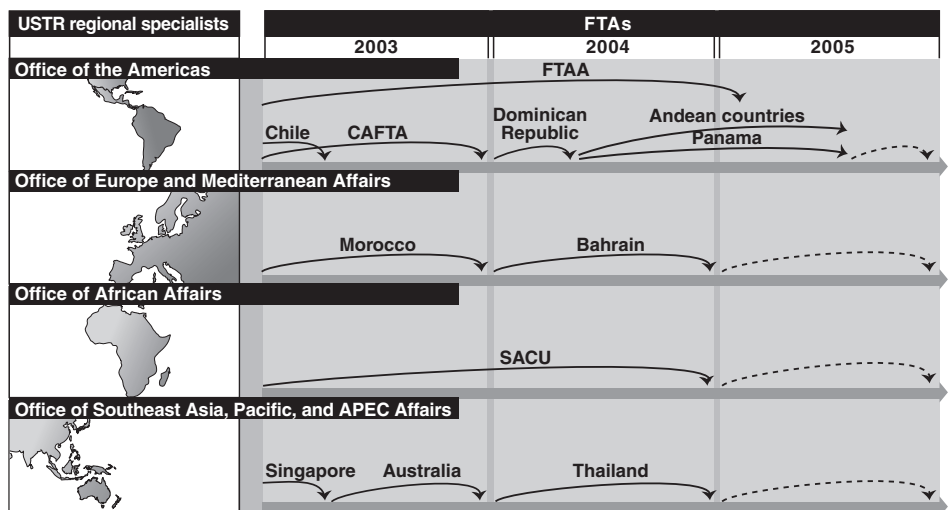 USTR regional specialists
FTAs
2003 2004 2005
Office of the Americas
FTAA
Chile CAFTA
Dominican
Republic
Andean countries
Panama
Office of Europe and Mediterranean Affairs
Morocco Bahrain
Office of African Affairs
SACU
Office of Southeast Asia, Pacific, and APEC Affairs
Singapore Australia Thailand